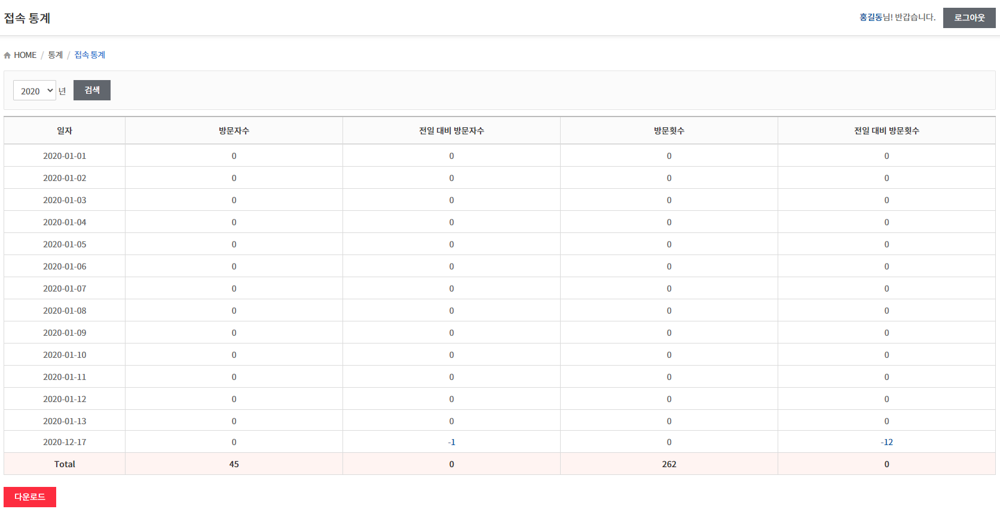 접속 통계
홍길동님! 반갑습니다. 로그아웃
HOME / 통계 / 접속 통계
2020 년 검색
일자 방문자수 전일 대비 방문자수 방문횟수 전일 대비 방문횟수
2020-01-01 0 0 0 0
2020-01-02 0 0 0 0
2020-01-03 0 0 0 0
2020-01-04 0 0 0 0
2020-01-05 0 0 0 0
2020-01-06 0 0 0 0
2020-01-07 0 0 0 0
2020-01-08 0 0 0 0
2020-01-09 0 0 0 0
2020-01-10 0 0 0 0
2020-01-11 0 0 0 0
2020-01-12 0 0 0 0
2020-01-13 0 0 0 0
2020-12-17 0 -1 0 -12
Total 45 0 262 0
다운로드